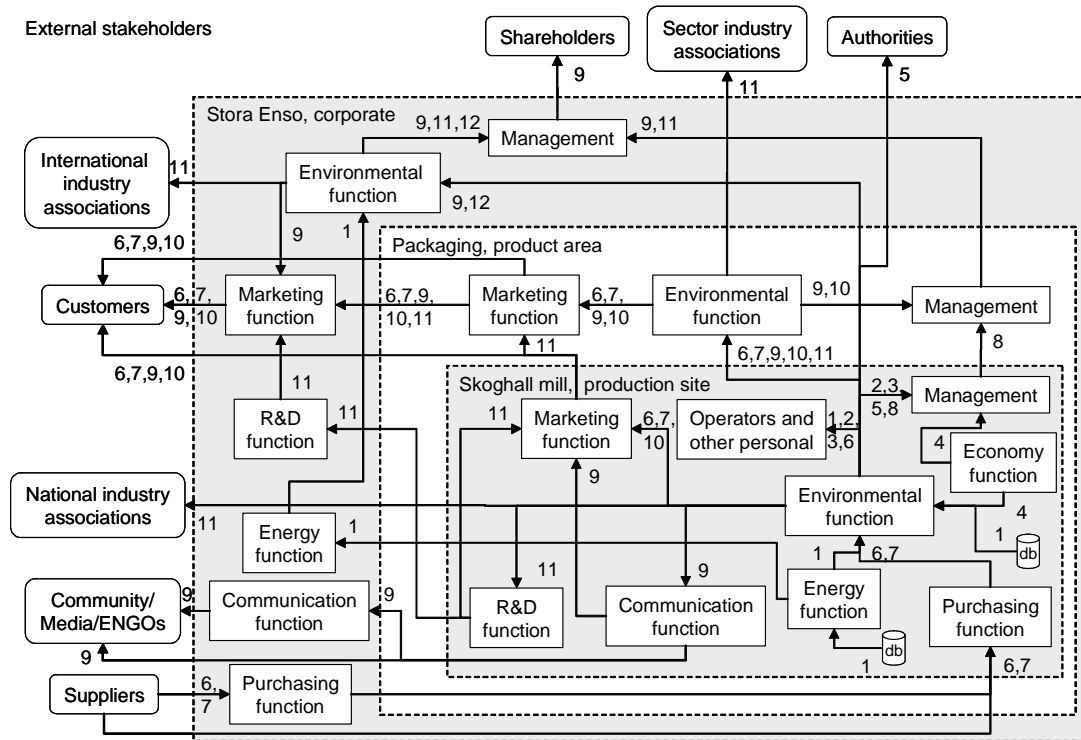 External stakeholders
Shareholders
Sector industry
associations
Authorities
9
11
5
Stora Enso, corporate
9,11,12
Management
9,11
International
industry
associations
11
Environmental
function
9,12
9
1
6,7,9,10
Packaging, product area
Customers
6,7,
9,10
Marketing
function
6,7,9,
10,11
Marketing
function
6,7,
9,10
Environmental
function
9,10
Management
8
6,7,9,10
11
6,7,9,10,11
Skoghall mill, production site
11
R&D
function
11
11
Marketing
function
6,7,
10
Operators and
other personal
1,2,
3,6
2,3,
5,8
Management
4
Economy
function
9
National industry
associations
11
Environmental
function
4
1
db
Energy
function
1
11
9
1
6,7
Community/
Media/ENGOs
9
Communication
function
9
R&D
function
Communication
function
Energy
function
Purchasing
function
db
1
9
6,7
Suppliers
6,
7
Purchasing
function